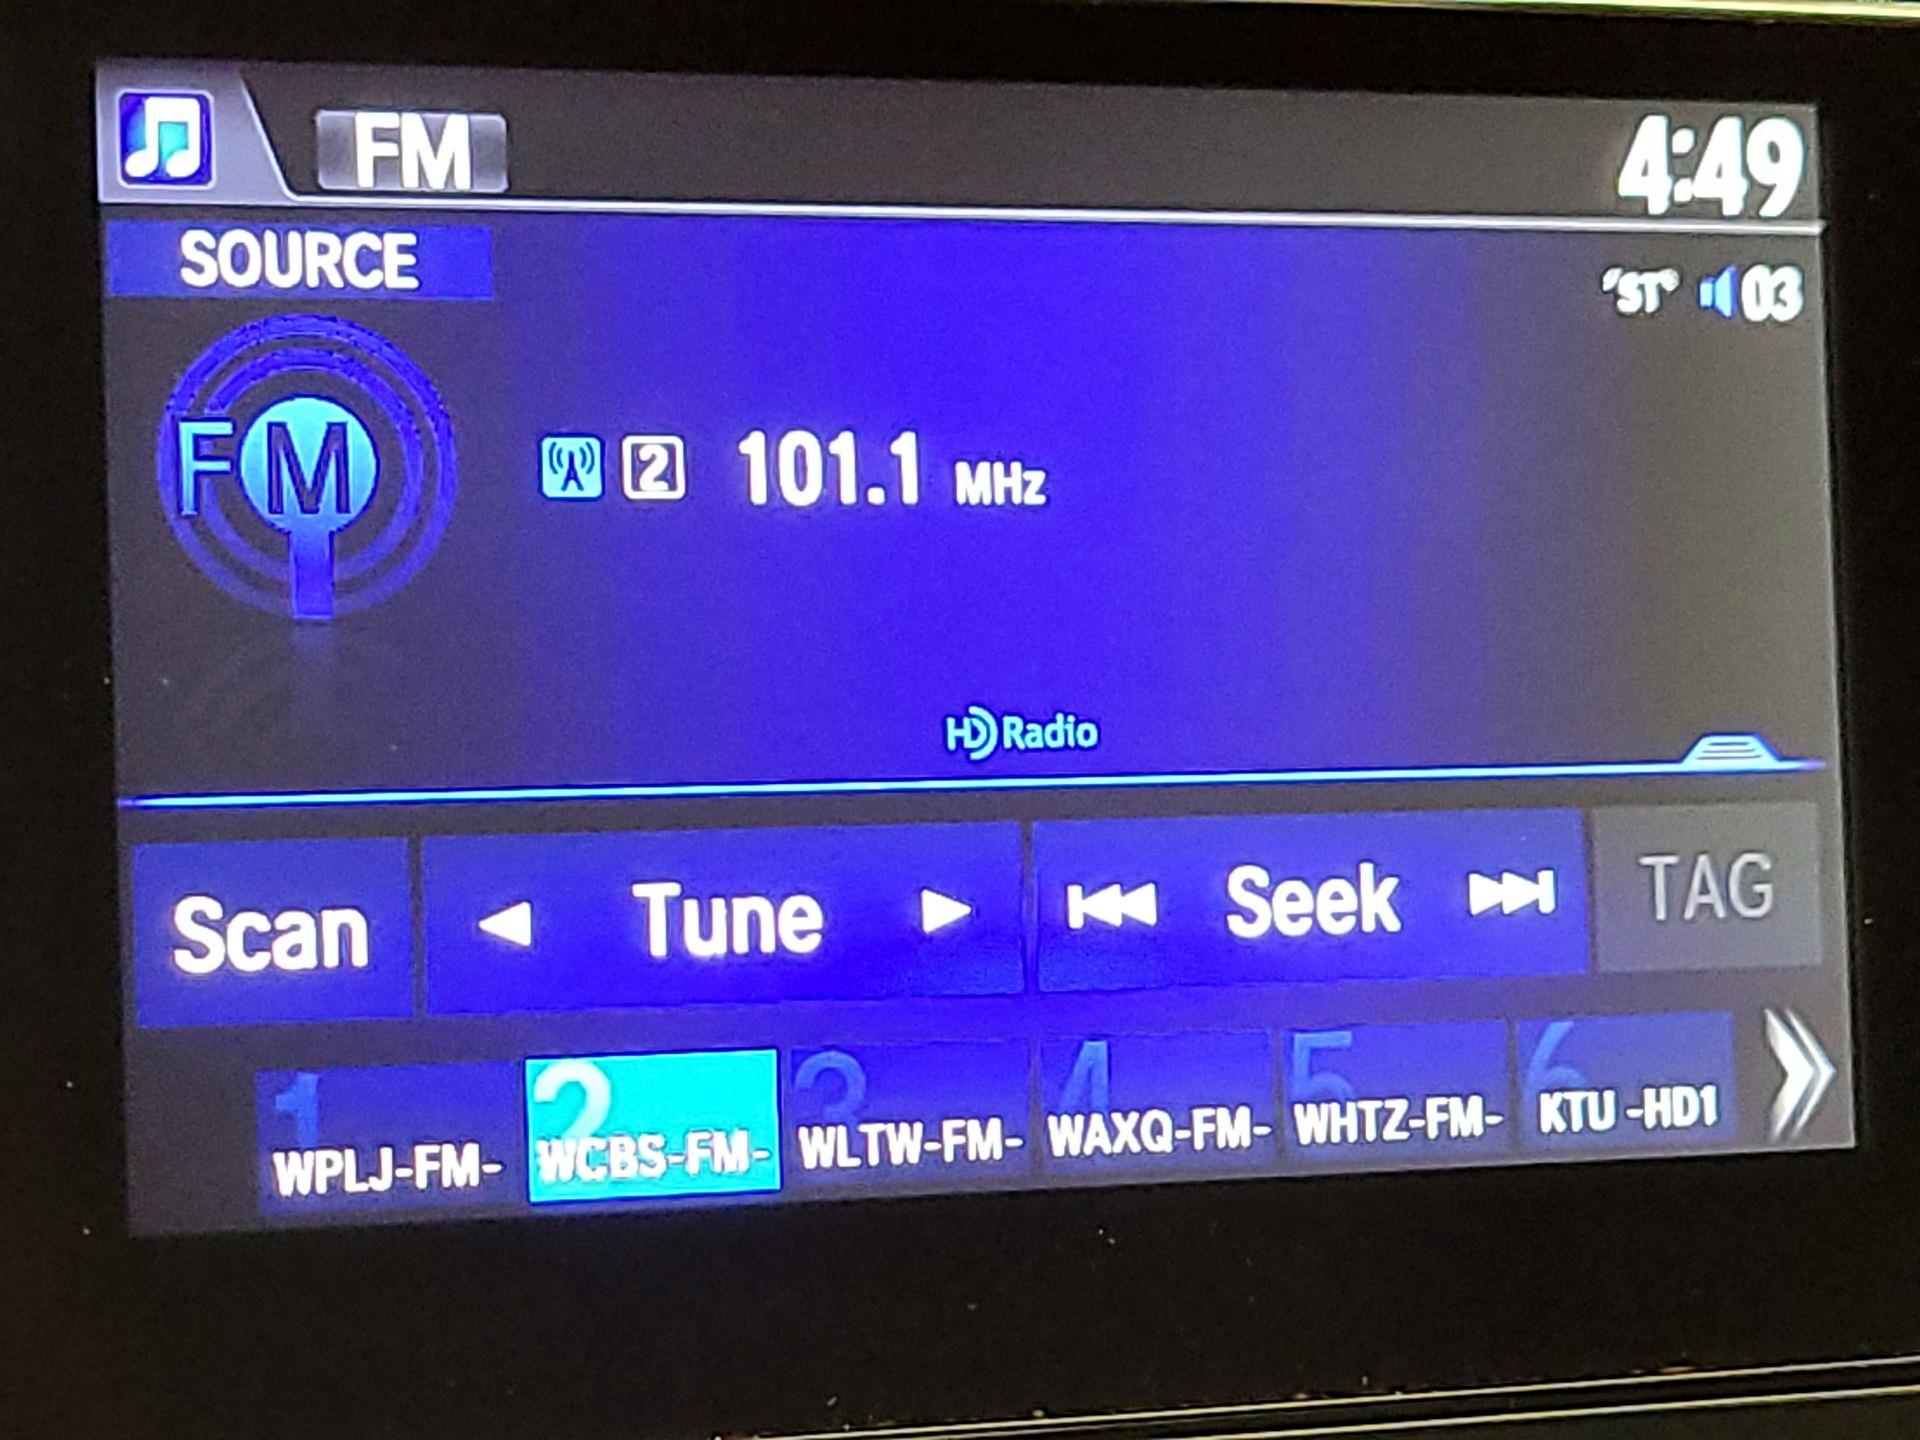 FM 4:49
SOURCE
ST 03
FM 2 101.1 MHz
HD Radio
Scan Tune Seek TAG
1 2 3 4 5 6
WPLJ-FM- WCBS-FM- WLTW-FM- WAXQ-FM- WHTZ-FM- KTU -HD1